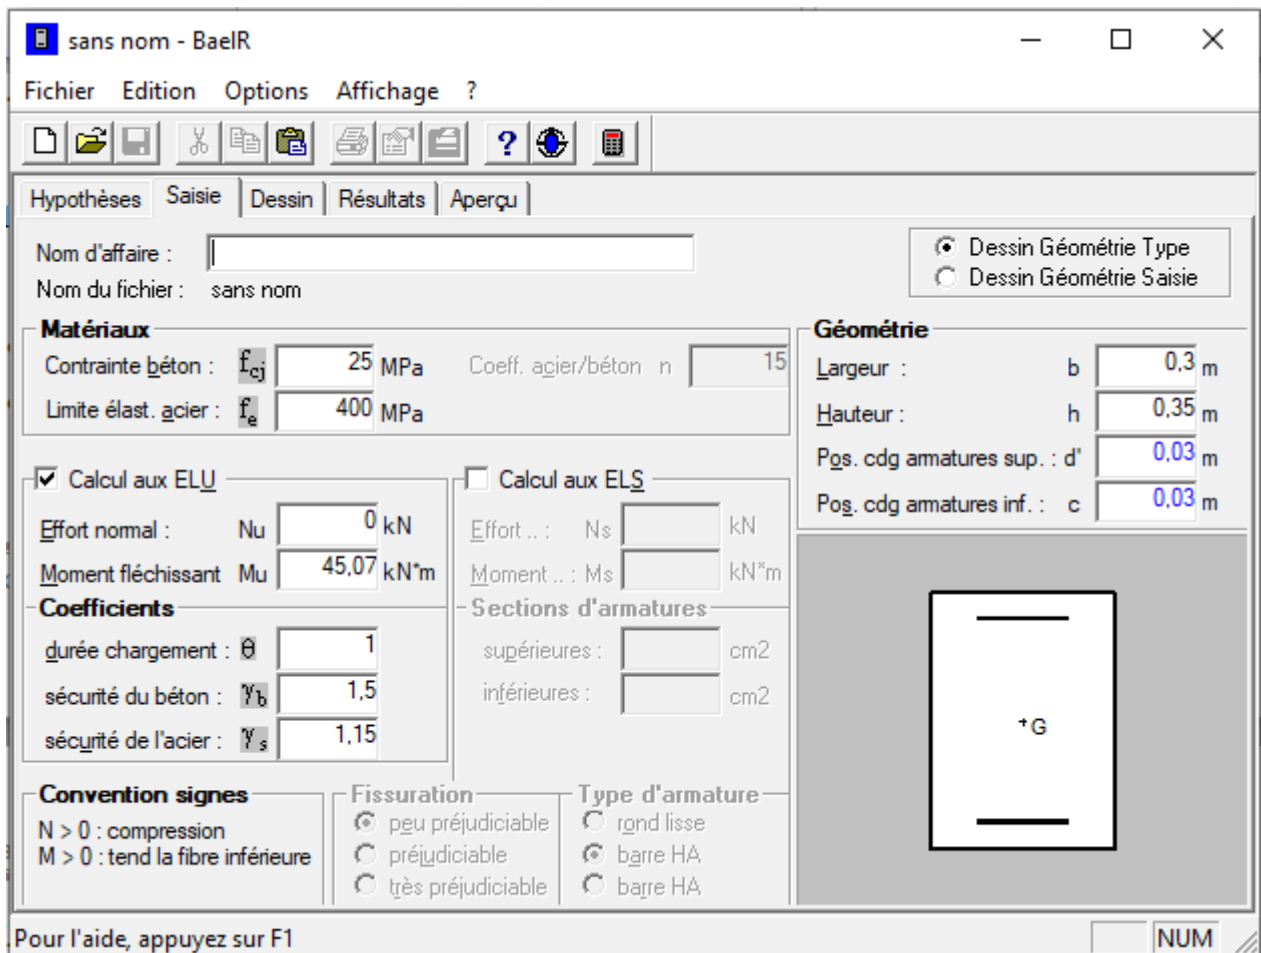 sans nom - BaelR
Fichier Edition Options Affichage ?
Hypothèses Saisie Dessin Résultats Aperçu
Nom d'affaire :
Nom du fichier : sans nom
Dessin Géométrie Type
Dessin Géométrie Saisie
Matériaux
Contrainte béton : fcj 25 MPa Coeff. acier/béton n 15
Limite élast. acier : fe 400 MPa
Géométrie
Largeur : b 0,3 m
Hauteur : h 0,35 m
Pos. cdg armatures sup. : d' 0,03 m
Pos. cdg armatures inf. : c 0,03 m
Calcul aux ELU
Effort normal : Nu 0 kN
Moment fléchissant Mu 45,07 kN*m
Calcul aux ELS
Effort .. : Ns kN
Moment .. : Ms kN*m
Coefficients
durée chargement : θ 1
sécurité du béton : γb 1,5
sécurité de l'acier : γs 1,15
Sections d'armatures
supérieures : cm2
inférieures : cm2
Convention signes
N > 0 : compression
M > 0 : tend la fibre inférieure
Fissuration
peu préjudiciable
préjudiciable
très préjudiciable
Type d'armature
rond lisse
barre HA
barre HA
+G
Pour l'aide, appuyez sur F1 NUM